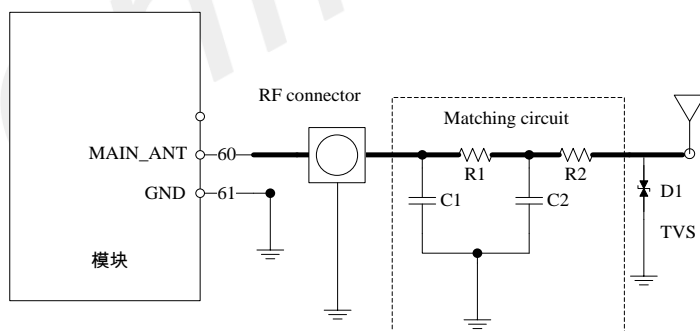 RF connector
Matching circuit
MAIN_ANT
60
R1
R2
GND
61
C1
C2
D1
TVS
模块